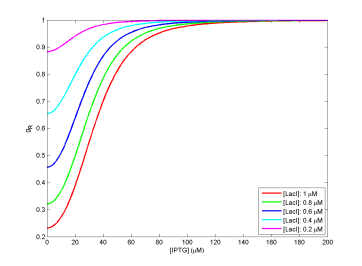 1
0.9
0.8
0.7
0.6
0.5
0.4
0.3
0.2
g_R
0 20 40 60 80 100 120 140 160 180 200
[IPTG] (μM)
[LacI]: 1 μM
[LacI]: 0.8 μM
[LacI]: 0.6 μM
[LacI]: 0.4 μM
[LacI]: 0.2 μM